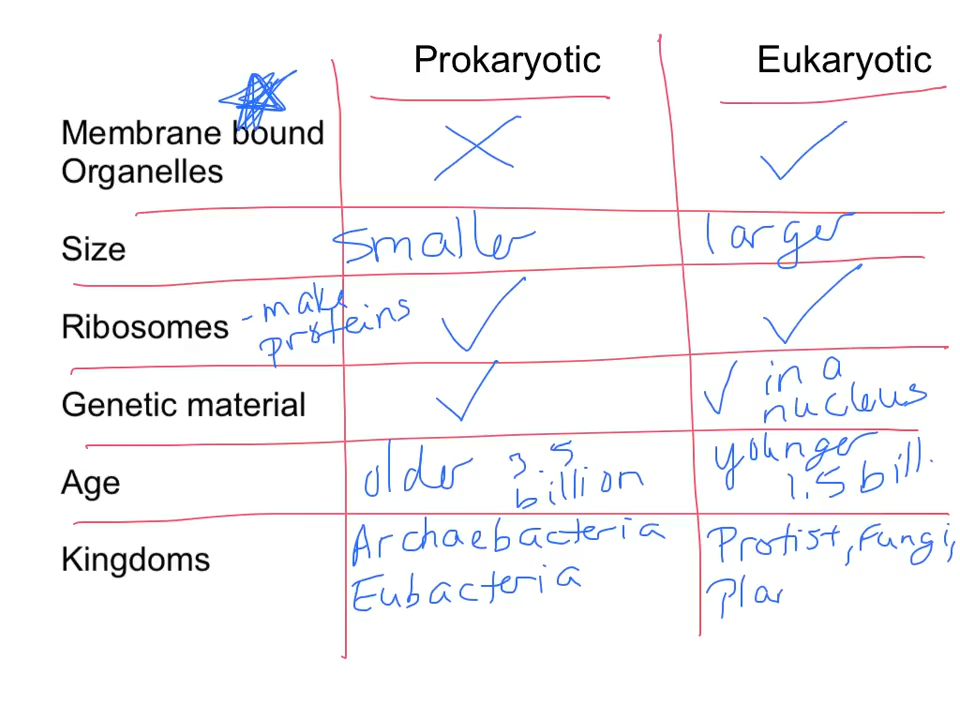 Prokaryotic Eukaryotic
Membrane bound
Organelles
Size smaller larger
Ribosomes - make
proteins
Genetic material in a
nucleus
Age older 3.5
billion
younger
1.5 bill.
Kingdoms Archaebacteria
Eubacteria
Protist, Fungi,
Plan